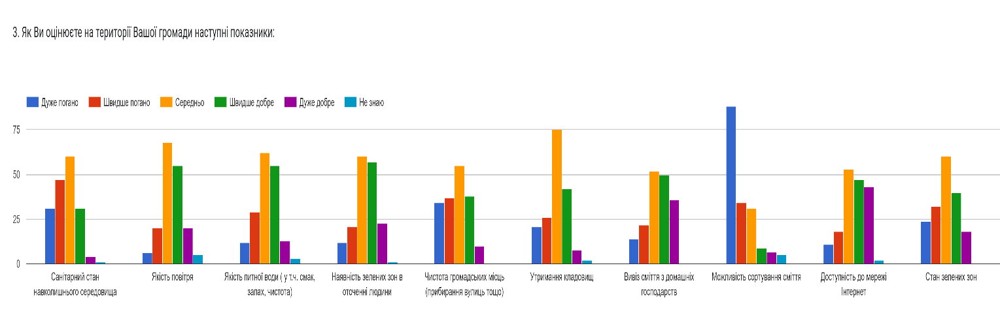 3. Як Ви оцінюєте на території Вашої громади наступні показники:
Дуже погано Швидше погано Середньо Швидше добре Дуже добре Не знаю
75
50
25
0
Санітарний стан
навколишнього середовища
Якість повітря
Якість питної води ( у т.ч. смак,
запах, чистота)
Наявність зелених зон в
оточенні людини
Чистота громадських місць
(прибирання вулиць тощо)
Утримання кладовищ
Вивіз сміття з домашніх
господарств
Можливість сортування сміття
Доступність до мережі
Інтернет
Стан зелених зон